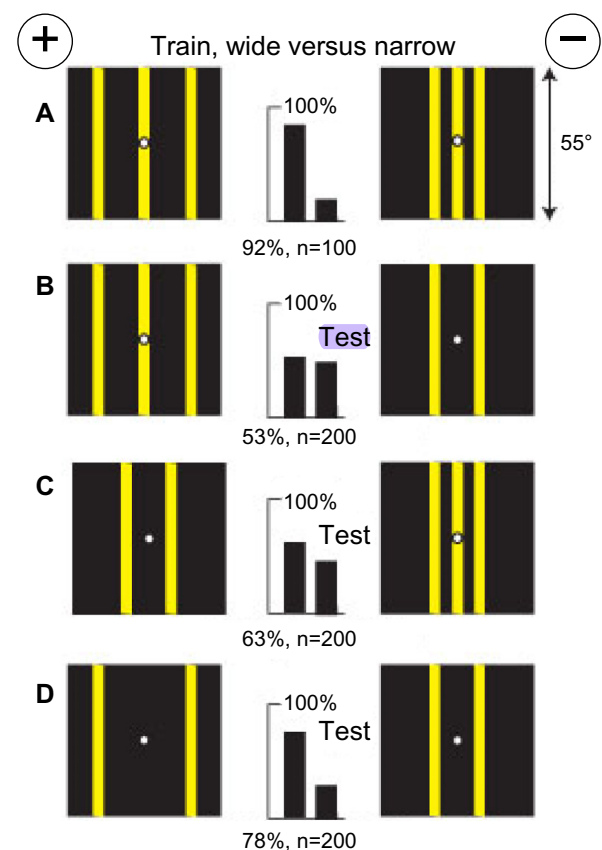 + Train, wide versus narrow −
A 100%
55°
92%, n=100
B 100%
Test
53%, n=200
C 100%
Test
63%, n=200
D 100%
Test
78%, n=200